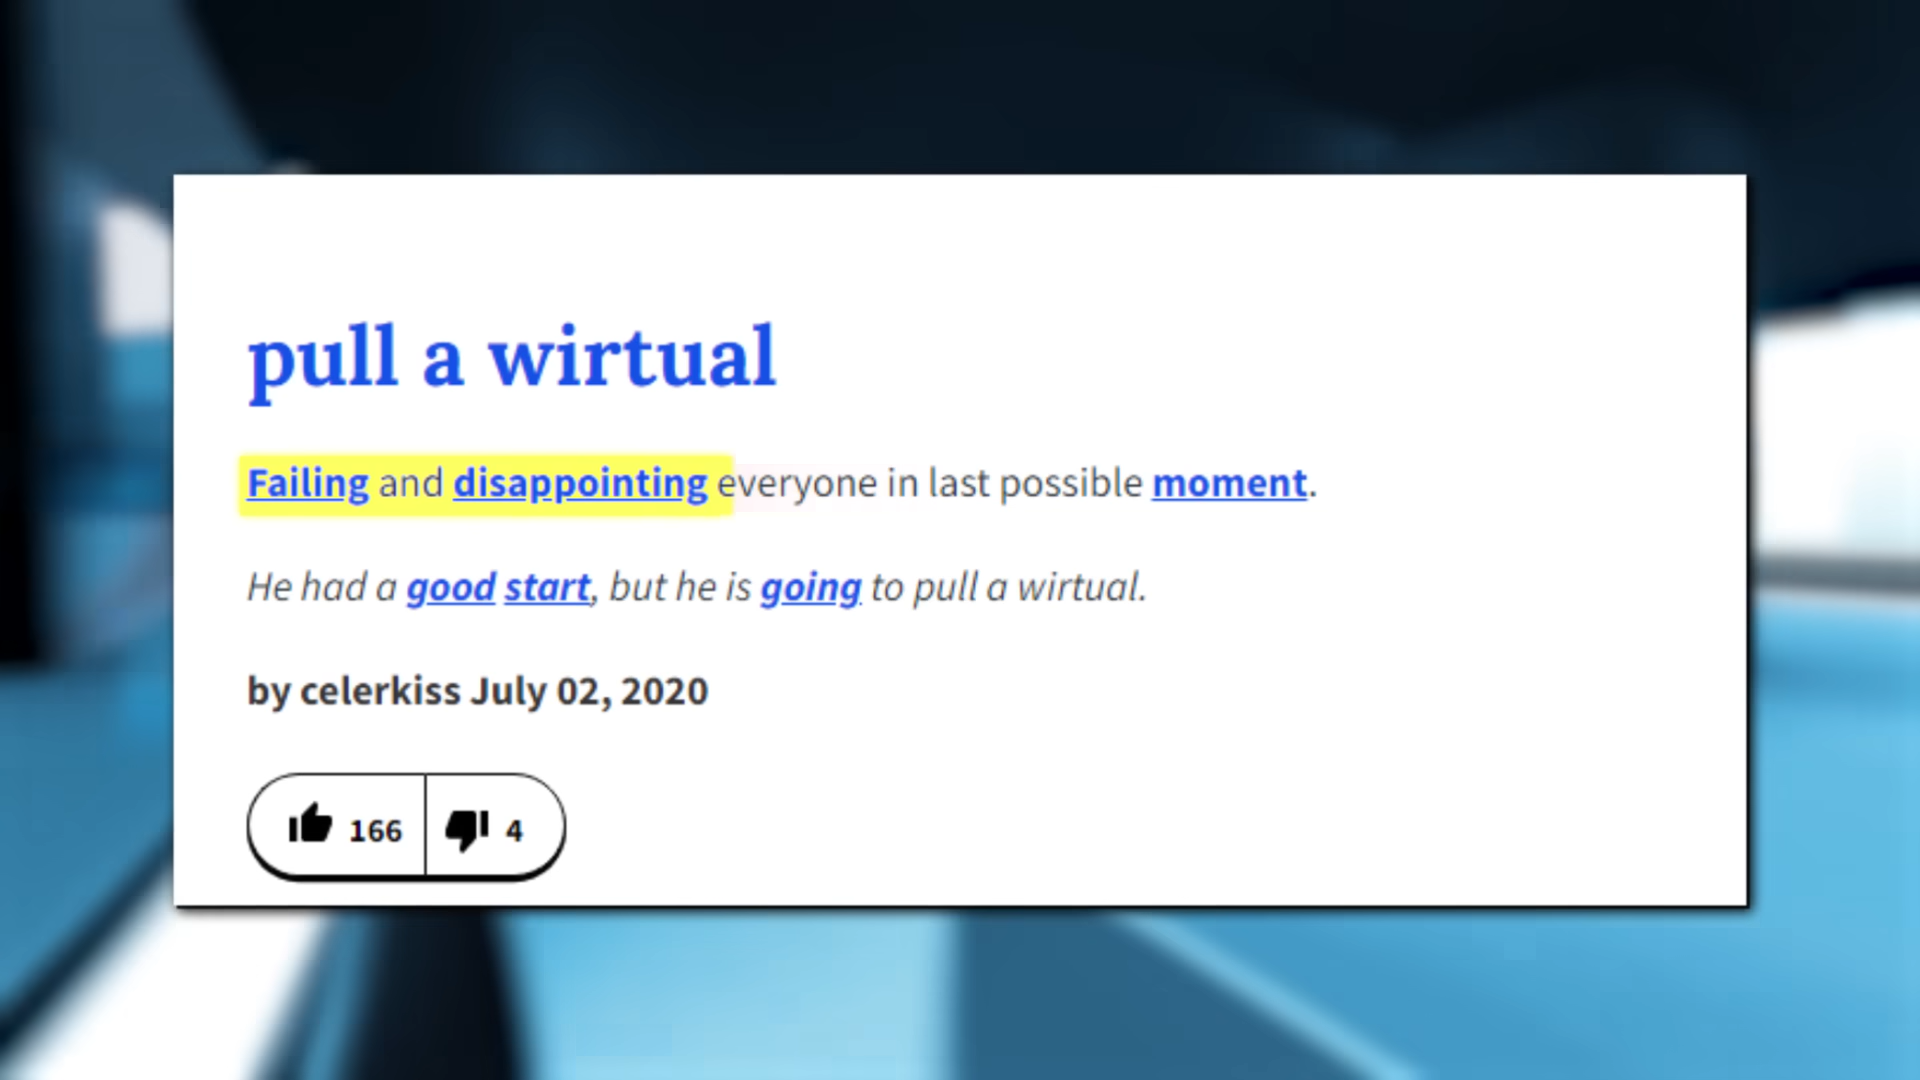 pull a wirtual
Failing and disappointing everyone in last possible moment.
He had a good start, but he is going to pull a wirtual.
by celerkiss July 02, 2020
166 4